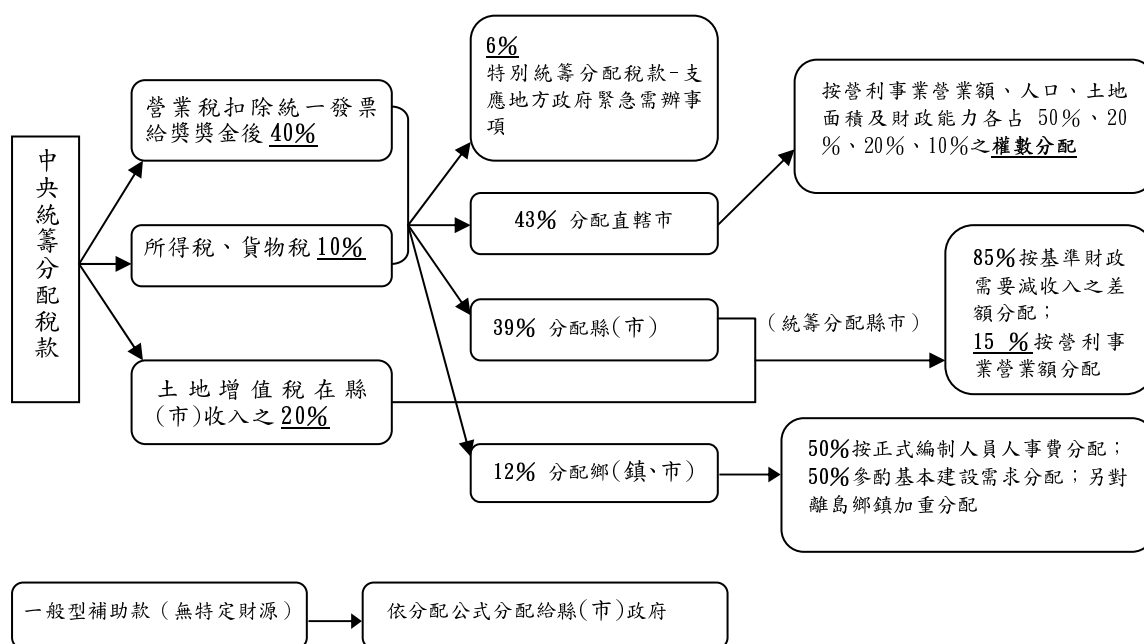 中央統籌分配稅款
營業稅扣除統一發票
給獎獎金後 40%
所得稅、貨物稅 10%
土地增值稅在縣
(市)收入之 20%
6%
特別統籌分配稅款-支
應地方政府緊急需辦事
項
43% 分配直轄市
39% 分配縣(市)
12% 分配鄉(鎮、市)
按營利事業營業額、人口、土地
面積及財政能力各占 50%、20
%、20%、10%之權數分配
(統籌分配縣市)
85%按基準財政
需要減收入之差
額分配；
15 %按營利事
業營業額分配
50%按正式編制人員人事費分配；
50%參酌基本建設需求分配；另對
離島鄉鎮加重分配
一般型補助款（無特定財源）
依分配公式分配給縣(市)政府